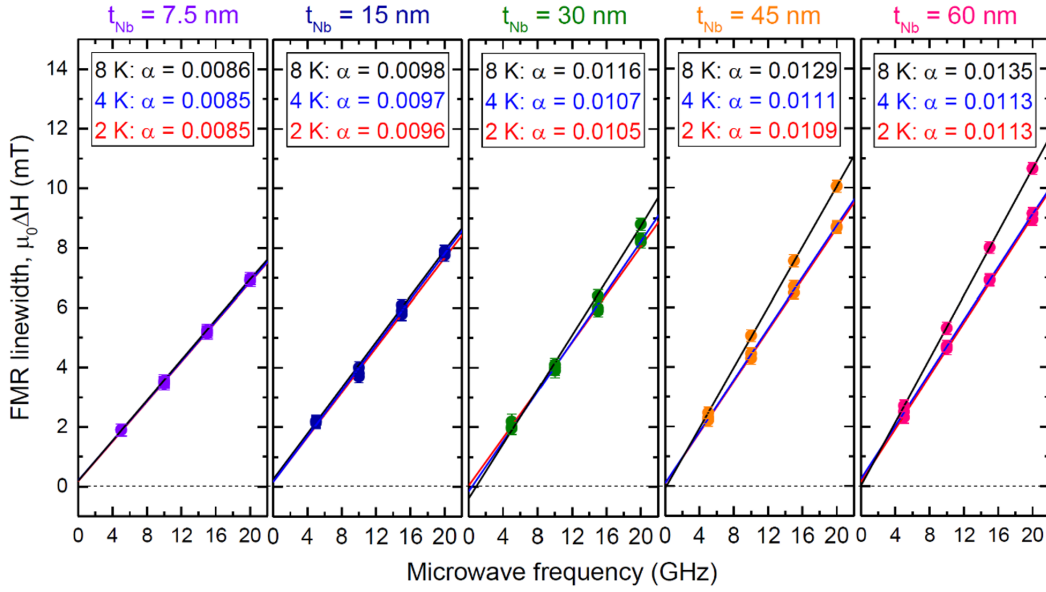 t_Nb = 7.5 nm
t_Nb = 15 nm
t_Nb = 30 nm
t_Nb = 45 nm
t_Nb = 60 nm
8 K: α = 0.0086
4 K: α = 0.0085
2 K: α = 0.0085
8 K: α = 0.0098
4 K: α = 0.0097
2 K: α = 0.0096
8 K: α = 0.0116
4 K: α = 0.0107
2 K: α = 0.0105
8 K: α = 0.0129
4 K: α = 0.0111
2 K: α = 0.0109
8 K: α = 0.0135
4 K: α = 0.0113
2 K: α = 0.0113
FMR linewidth, μ₀ΔH (mT)
14
12
10
8
6
4
2
0
0 4 8 12 16 20
0 4 8 12 16 20
0 4 8 12 16 20
0 4 8 12 16 20
0 4 8 12 16 20
Microwave frequency (GHz)